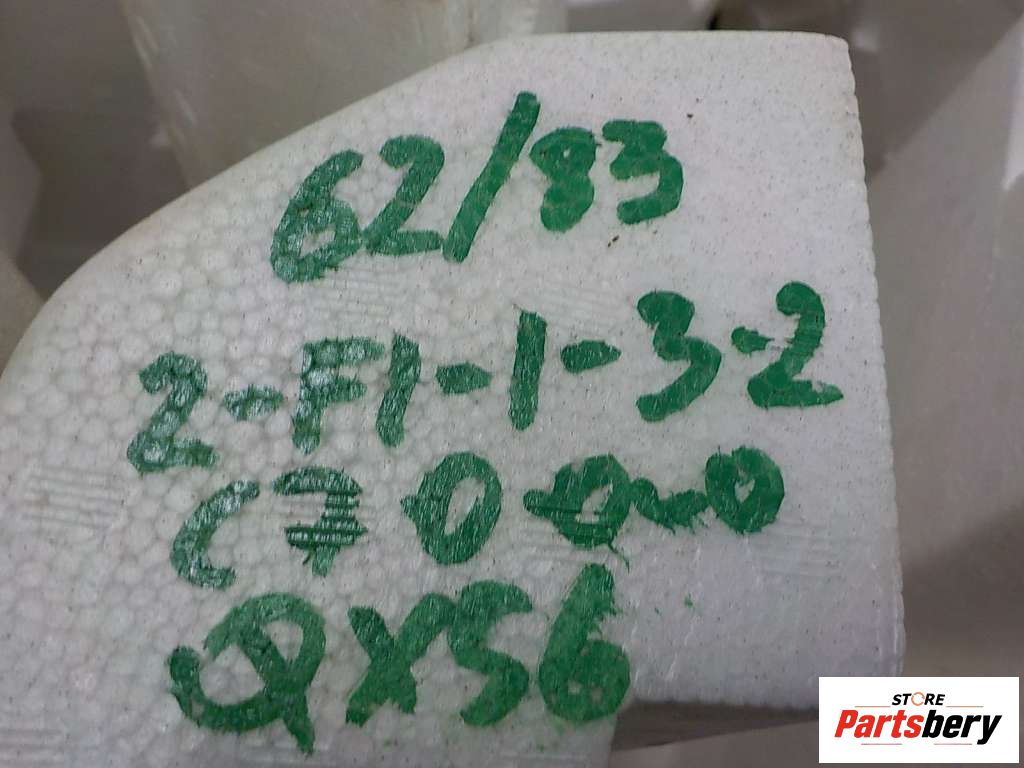 62/83
2-F1-1-3-2
C70-0-0
QX56
STORE
Partsbery